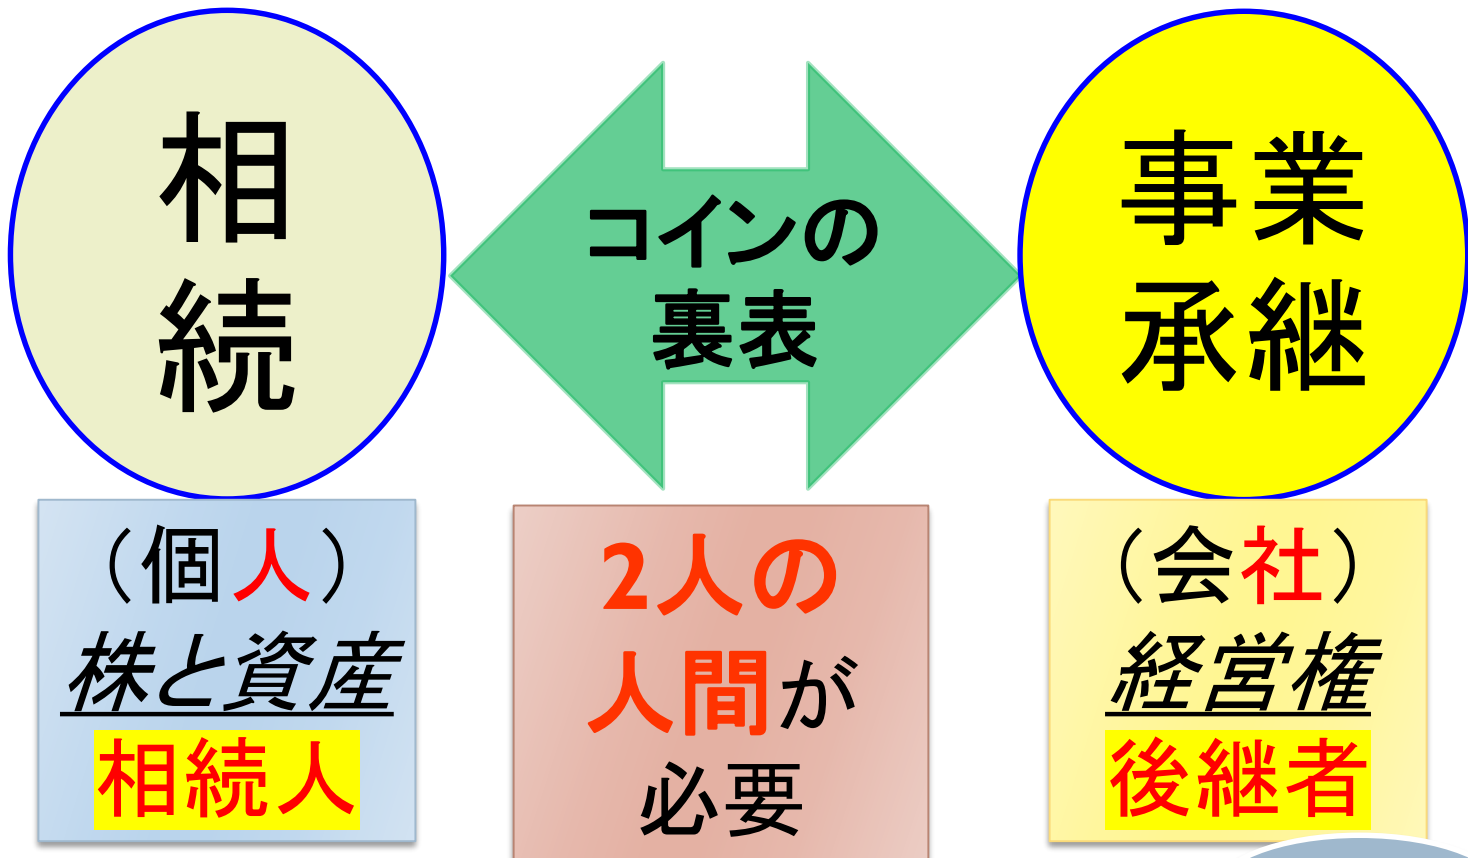 相
続
コインの
裏表
事業
承継
（個人）
株と資産
相続人
2人の
人間が
必要
（会社）
経営権
後継者